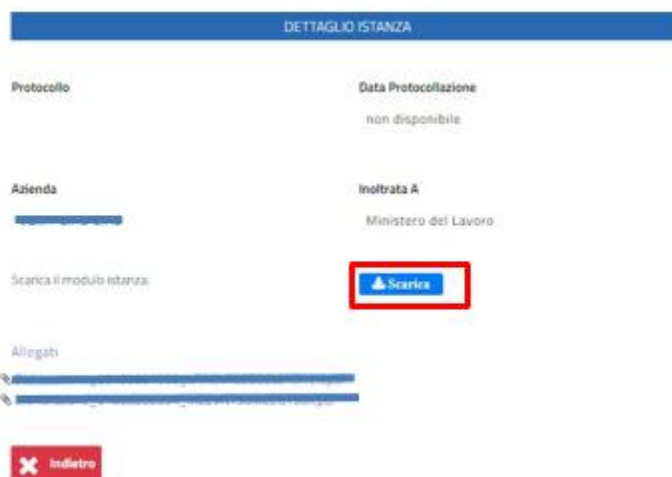 DETTAGLIO ISTANZA
Protocollo
Data Protocollazione
non disponibile
Azienda
Inoltrata A
Ministero del Lavoro
Scarica il modulo istanza:
Scarica
Allegati
Indietro